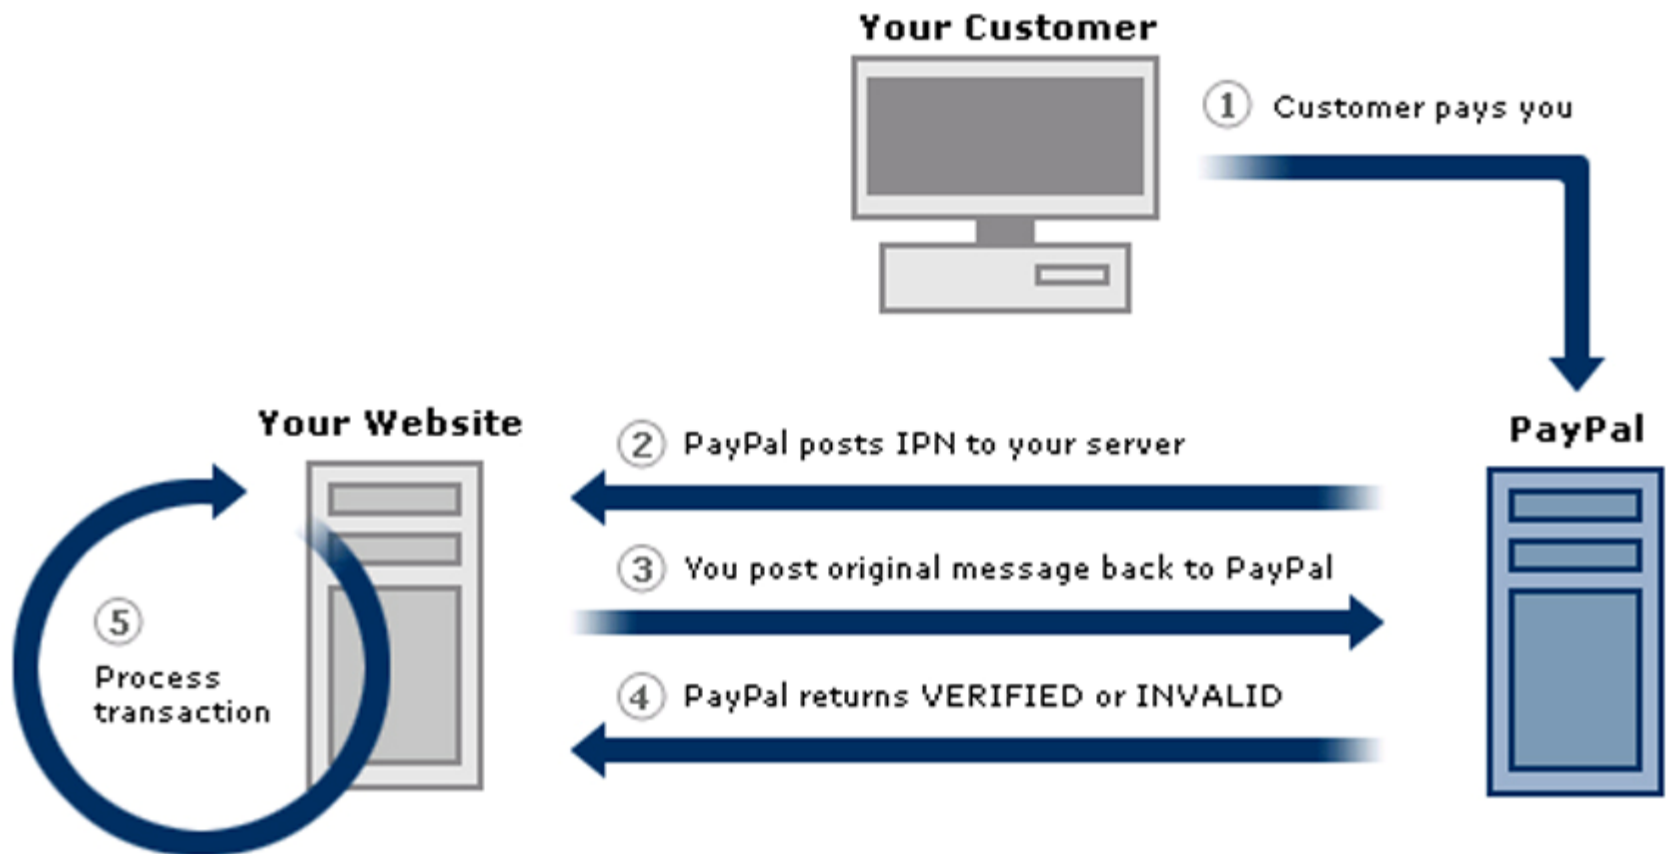 Your Customer
1 Customer pays you
Your Website
PayPal
2 PayPal posts IPN to your server
3 You post original message back to PayPal
5
Process
transaction
4 PayPal returns VERIFIED or INVALID